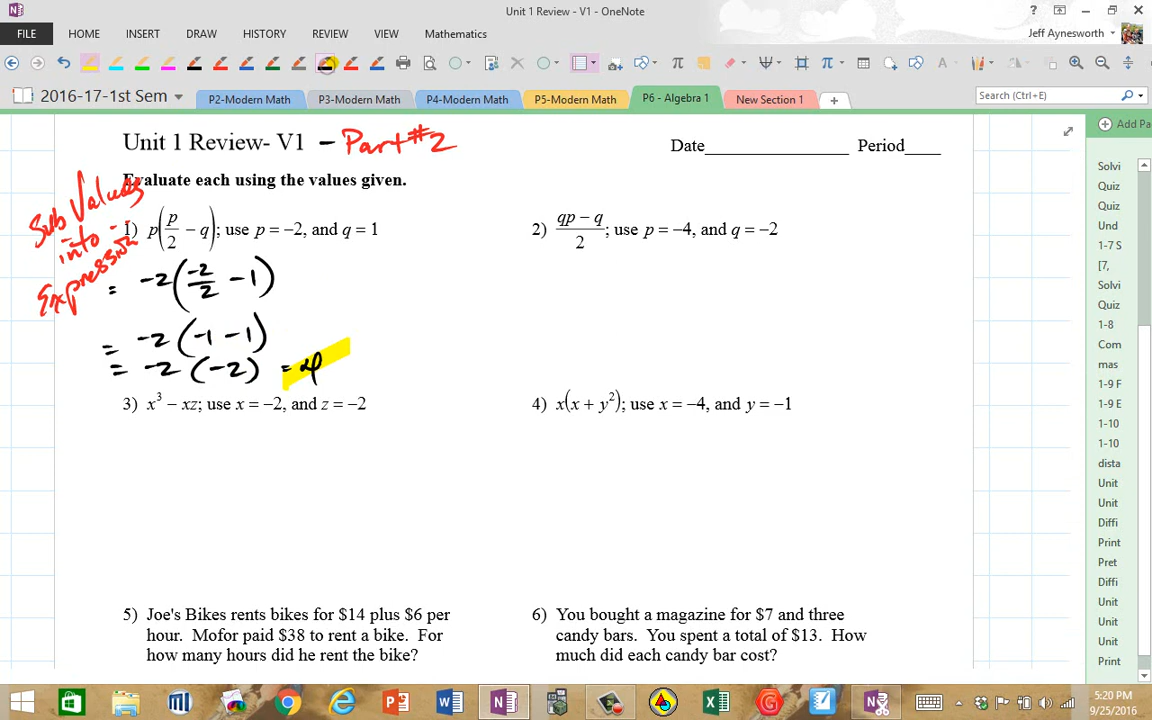 Unit 1 Review - V1 - OneNote
?
FILE HOME INSERT DRAW HISTORY REVIEW VIEW Mathematics
Jeff Aynesworth
2016-17-1st Sem
P2-Modern Math P3-Modern Math P4-Modern Math P5-Modern Math P6 - Algebra 1 New Section 1
Search (Ctrl+E)
Add Pa
Unit 1 Review- V1 - Part #2
Date_________________ Period_____
Evaluate each using the values given.
Sub Values
into
Expression
1) p(p/2 − q); use p = −2, and q = 1
= -2(-2/2 - 1)
= -2(-1 - 1)
= -2(-2) = 4
2) (qp − q)/2; use p = −4, and q = −2
3) x³ − xz; use x = −2, and z = −2
4) x(x + y²); use x = −4, and y = −1
5) Joe's Bikes rents bikes for $14 plus $6 per
hour. Mofor paid $38 to rent a bike. For
how many hours did he rent the bike?
6) You bought a magazine for $7 and three
candy bars. You spent a total of $13. How
much did each candy bar cost?
Solvi
Quiz
Quiz
Und
1-7 S
[7,
Solvi
Quiz
1-8
Com
mas
1-9 F
1-9 E
1-10
1-10
dista
Unit
Unit
Diffi
Print
Pret
Diffi
Unit
Unit
Unit
Print
5:20 PM
9/25/2016